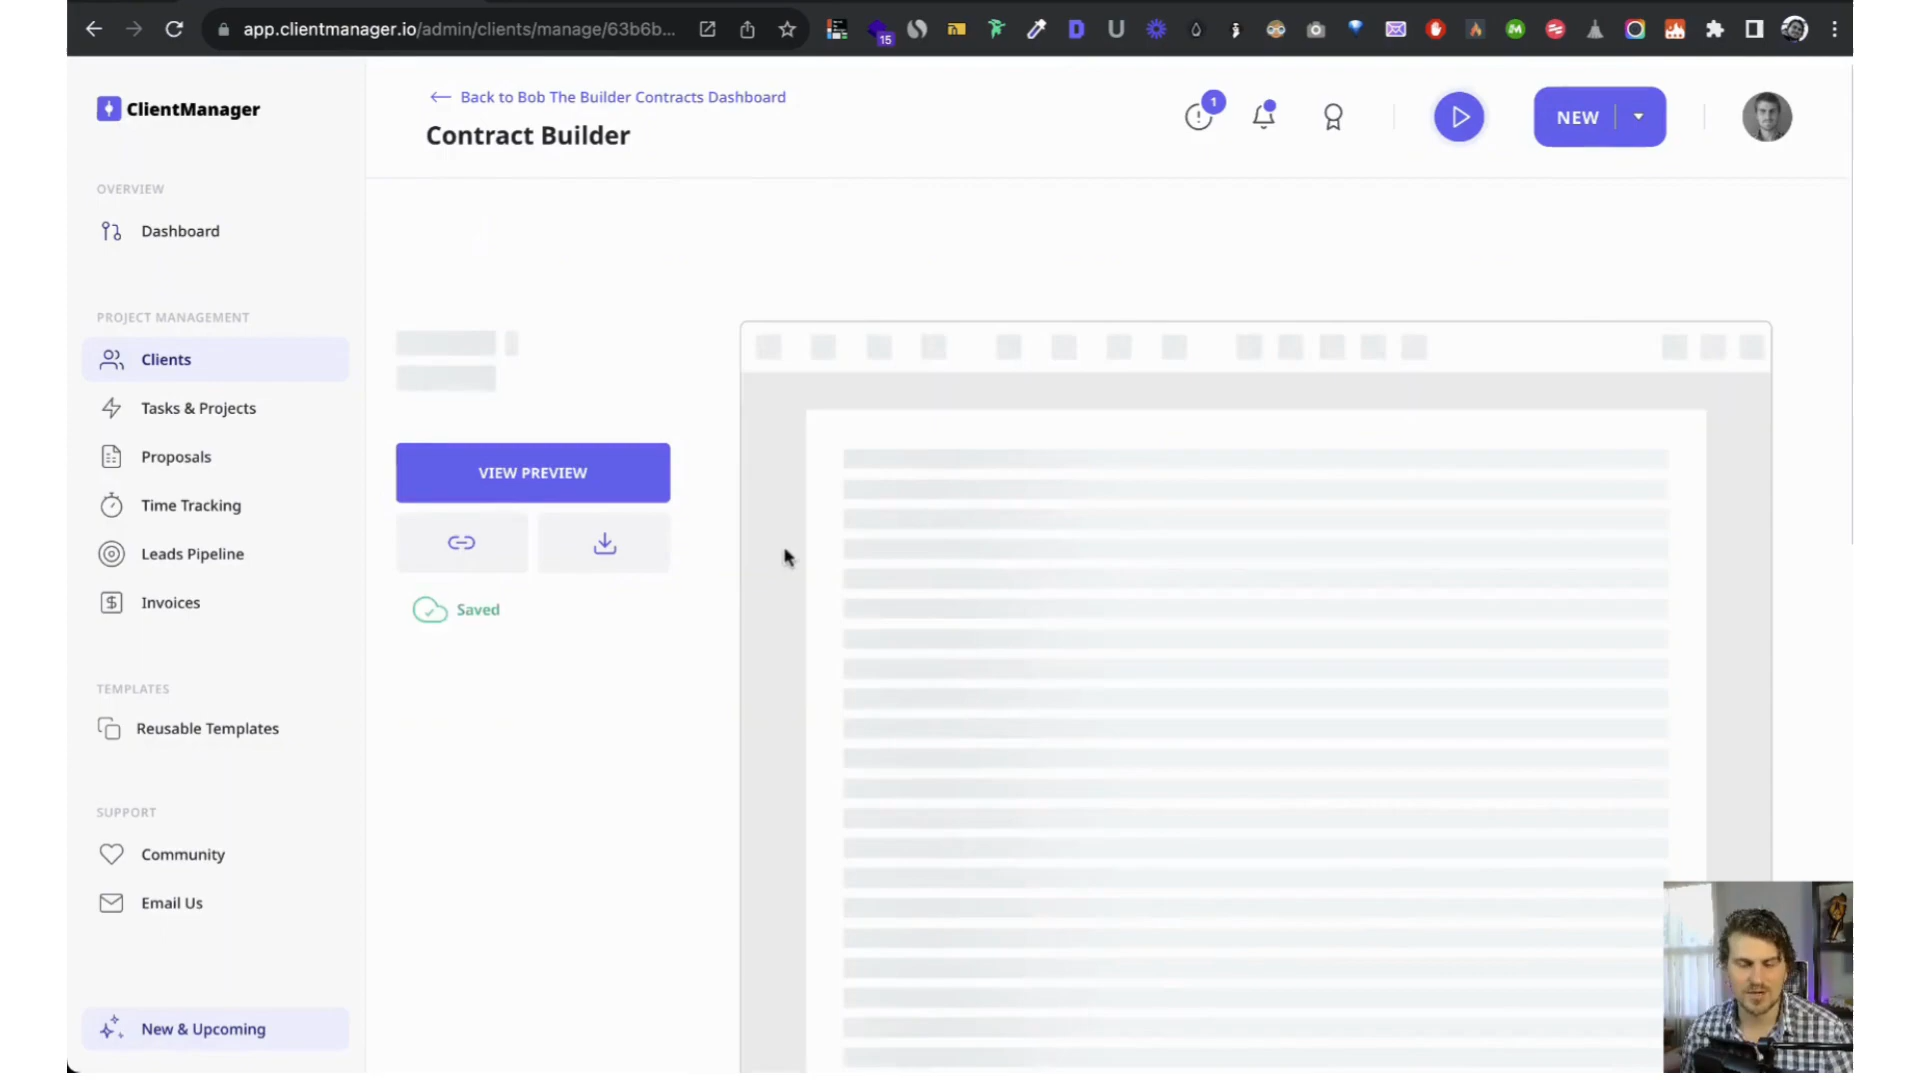 app.clientmanager.io/admin/clients/manage/63b6b...
15
ClientManager
Back to Bob The Builder Contracts Dashboard
Contract Builder
1
NEW
OVERVIEW
Dashboard
PROJECT MANAGEMENT
Clients
Tasks & Projects
Proposals
Time Tracking
Leads Pipeline
Invoices
VIEW PREVIEW
Saved
TEMPLATES
Reusable Templates
SUPPORT
Community
Email Us
New & Upcoming